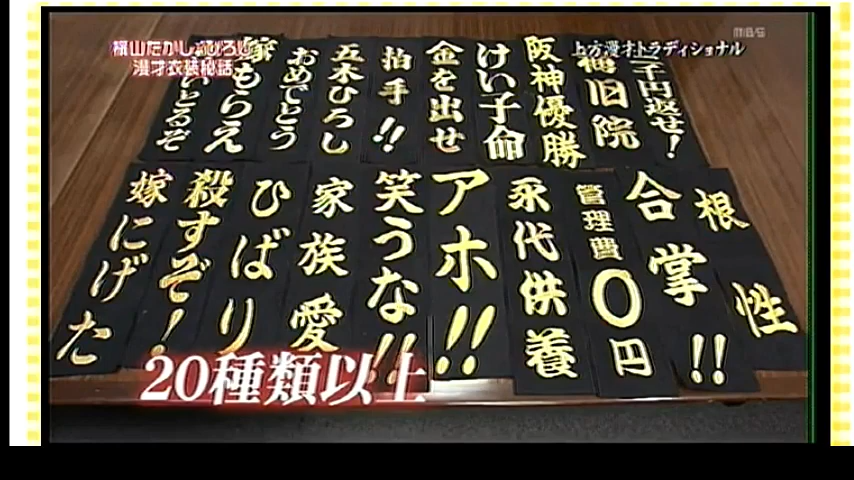 MBS
横山たかしひろし
漫才衣装秘話
上方漫才トラディショナル
千円返せ!
旧院
阪神優勝
けい子命
金を出せ
拍手!!
五木ひろし
おめでとう
嫁もらえ
いとるぞ
根性
合掌!!
管理費0円
永代供養
アホ!!
笑うな!!
家族愛
ひばり
殺すぞ!
嫁にげた
20種類以上